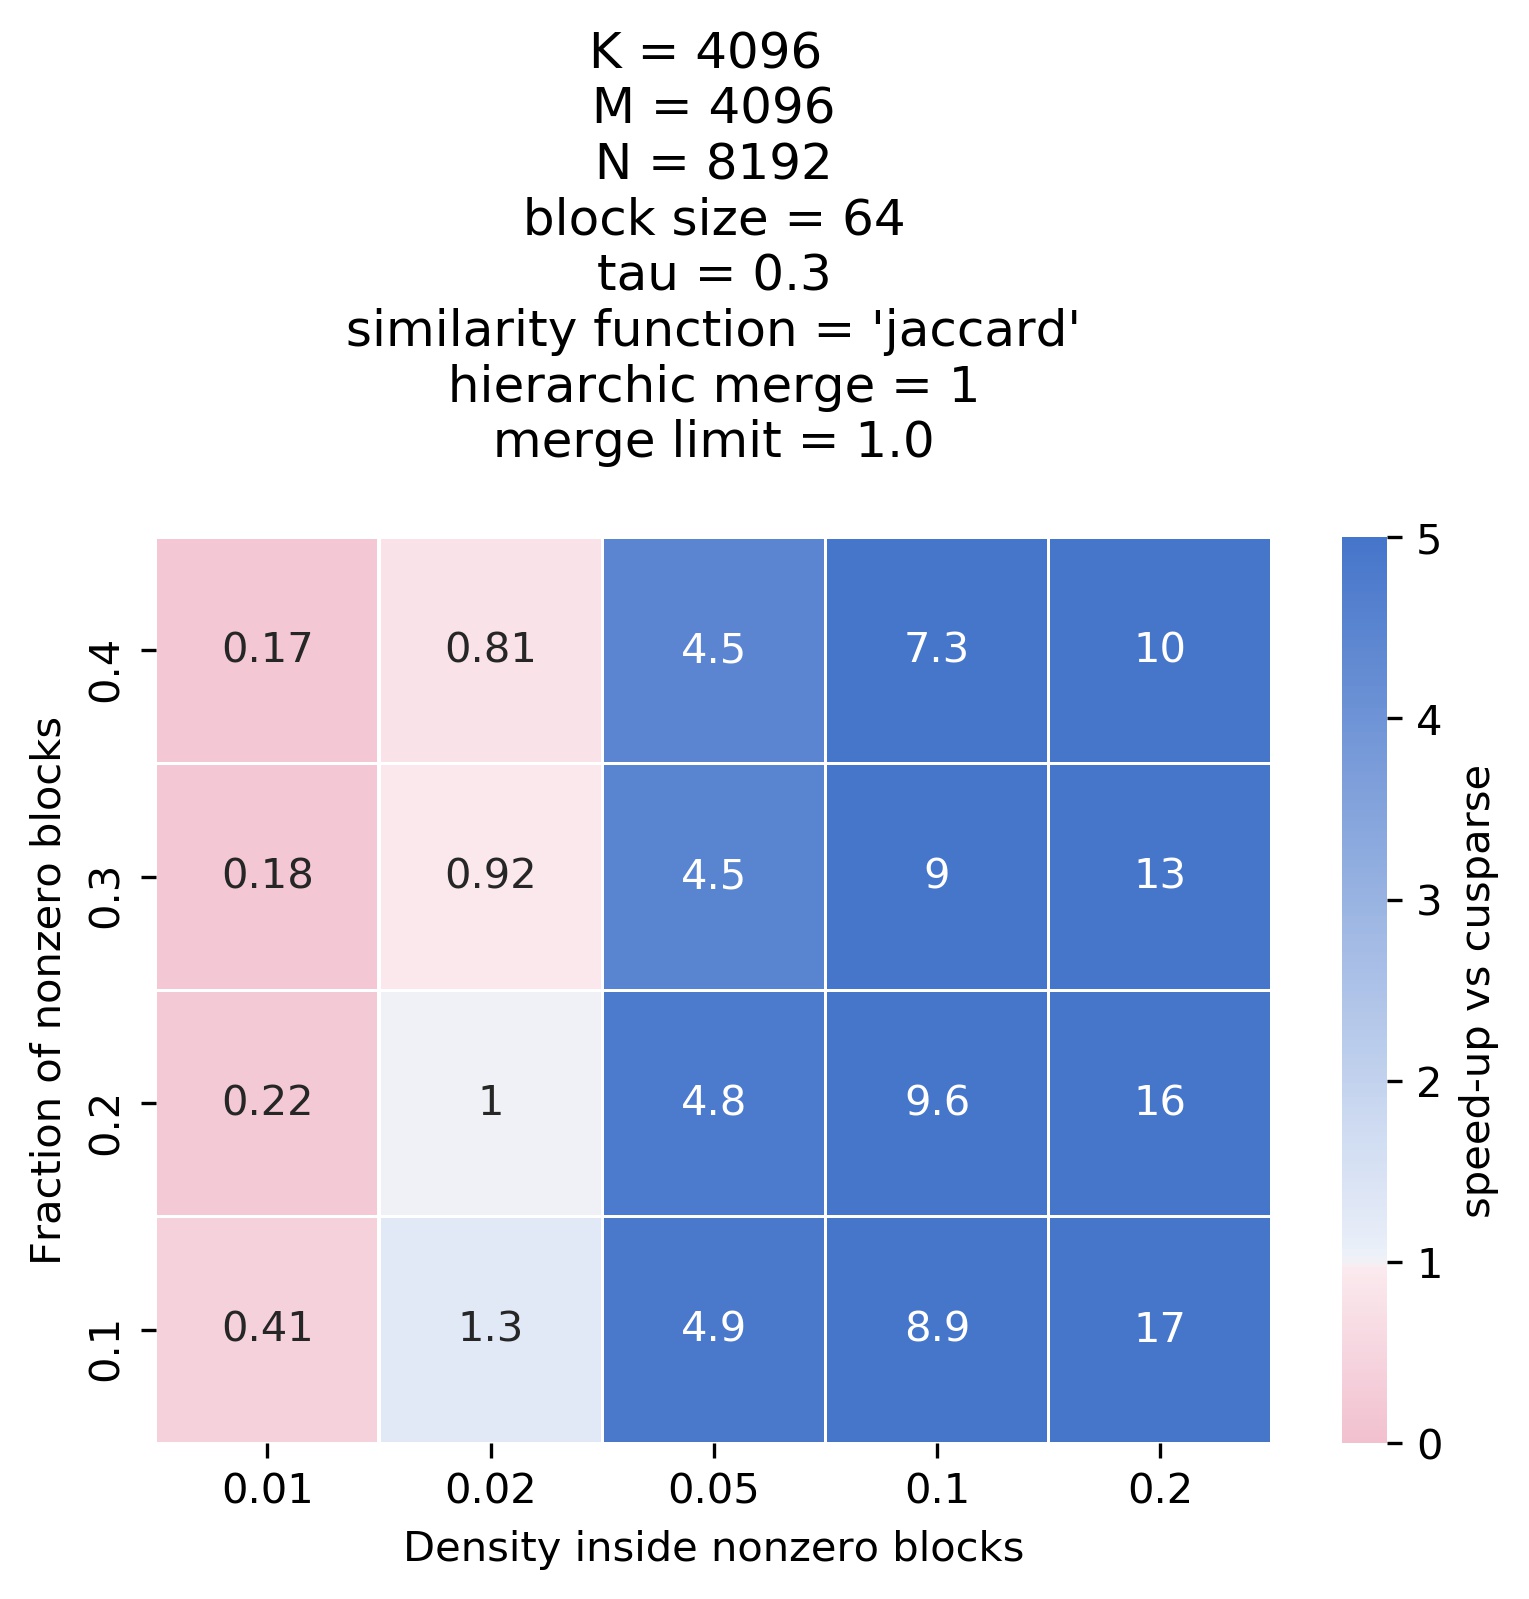 K = 4096
M = 4096
N = 8192
block size = 64
tau = 0.3
similarity function = 'jaccard'
hierarchic merge = 1
merge limit = 1.0
Fraction of nonzero blocks
0.4
0.17 0.81 4.5 7.3 10
0.3
0.18 0.92 4.5 9 13
0.2
0.22 1 4.8 9.6 16
0.1
0.41 1.3 4.9 8.9 17
0.01 0.02 0.05 0.1 0.2
Density inside nonzero blocks
5
4
3
2
1
0
speed-up vs cusparse